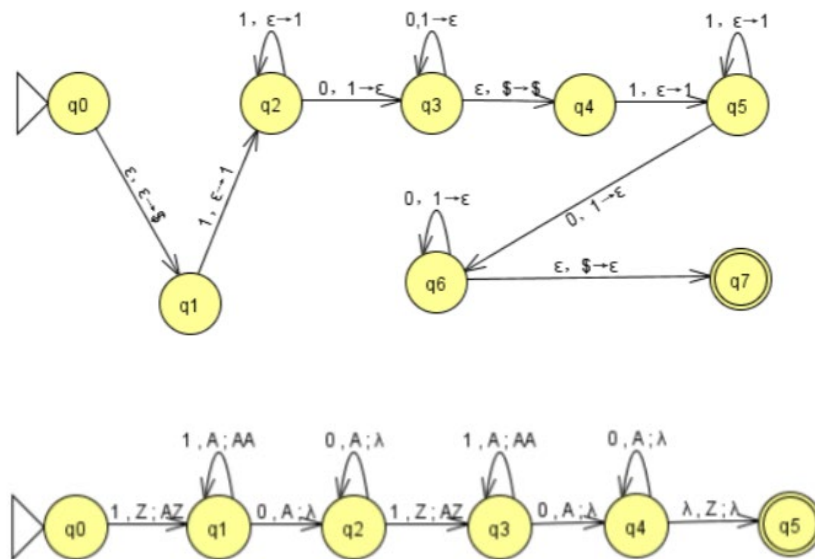 1, ε→1
0,1→ε
1, ε→1
q0
q2
0, 1→ε
q3
ε, $→$
q4
1, ε→1
q5
ε, ε→$
1, ε→1
0, 1→ε
0, 1→ε
q1
q6
ε, $→ε
q7
1 , A ; AA
0 , A ; λ
1 , A ; AA
0 , A ; λ
q0
1 , Z ; AZ
q1
0 , A ; λ
q2
1 , Z ; AZ
q3
0 , A ; λ
q4
λ , Z ; λ
q5